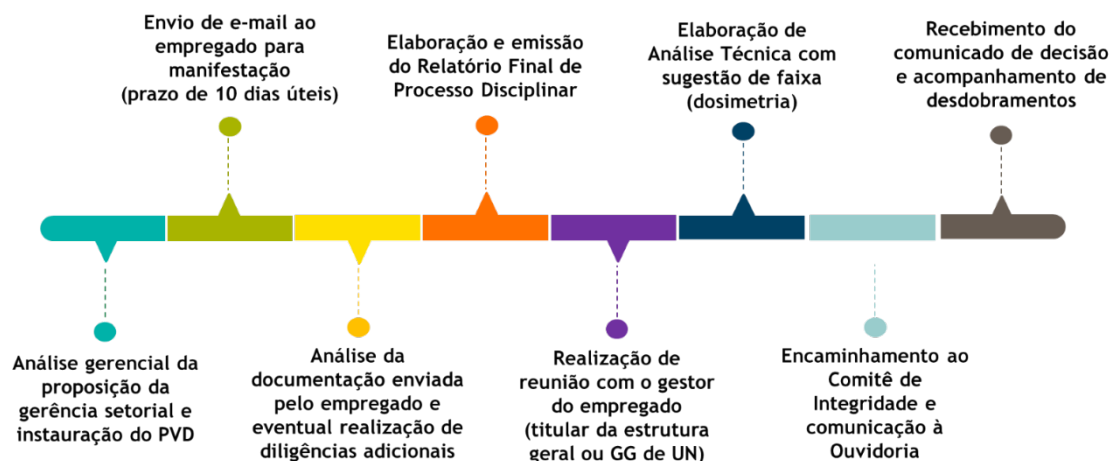 Envio de e-mail ao
empregado para
manifestação
(prazo de 10 dias úteis)
Elaboração e emissão
do Relatório Final de
Processo Disciplinar
Elaboração de
Análise Técnica com
sugestão de faixa
(dosimetria)
Recebimento do
comunicado de decisão
e acompanhamento de
desdobramentos
Análise gerencial da
proposição da
gerência setorial e
instauração do PVD
Análise da
documentação enviada
pelo empregado e
eventual realização de
diligências adicionais
Realização de
reunião com o gestor
do empregado
(titular da estrutura
geral ou GG de UN)
Encaminhamento ao
Comitê de
Integridade e
comunicação à
Ouvidoria